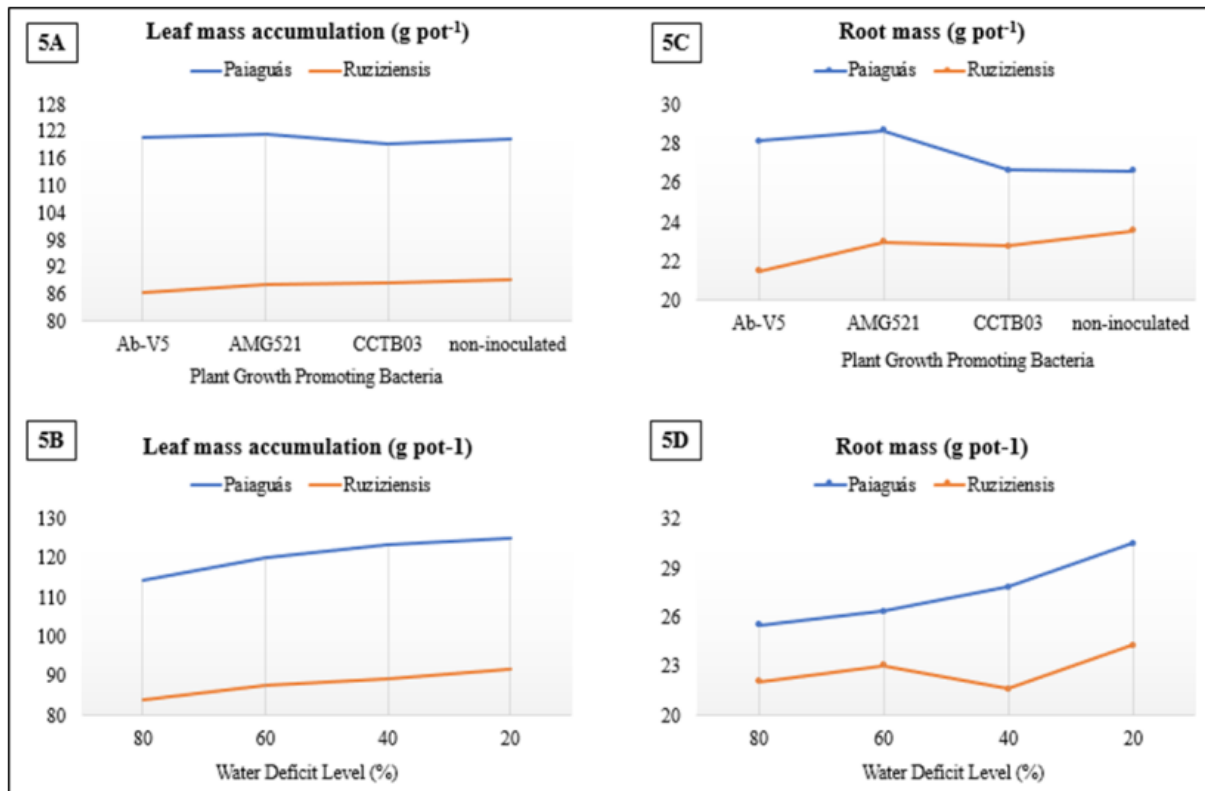 5A
Leaf mass accumulation (g pot⁻¹)
Paiaguás Ruziziensis
128
122
116
110
104
98
92
86
80
Ab-V5 AMG521 CCTB03 non-inoculated
Plant Growth Promoting Bacteria
5C
Root mass (g pot⁻¹)
Paiaguás Ruziziensis
30
28
26
24
22
20
Ab-V5 AMG521 CCTB03 non-inoculated
Plant Growth Promoting Bacteria
5B
Leaf mass accumulation (g pot-1)
Paiaguás Ruziziensis
130
120
110
100
90
80
80 60 40 20
Water Deficit Level (%)
5D
Root mass (g pot-1)
Paiaguás Ruziziensis
32
29
26
23
20
80 60 40 20
Water Deficit Level (%)